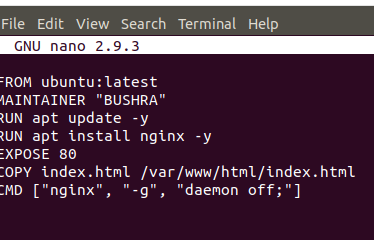 File Edit View Search Terminal Help
GNU nano 2.9.3
FROM ubuntu:latest
MAINTAINER "BUSHRA"
RUN apt update -y
RUN apt install nginx -y
EXPOSE 80
COPY index.html /var/www/html/index.html
CMD ["nginx", "-g", "daemon off;"]